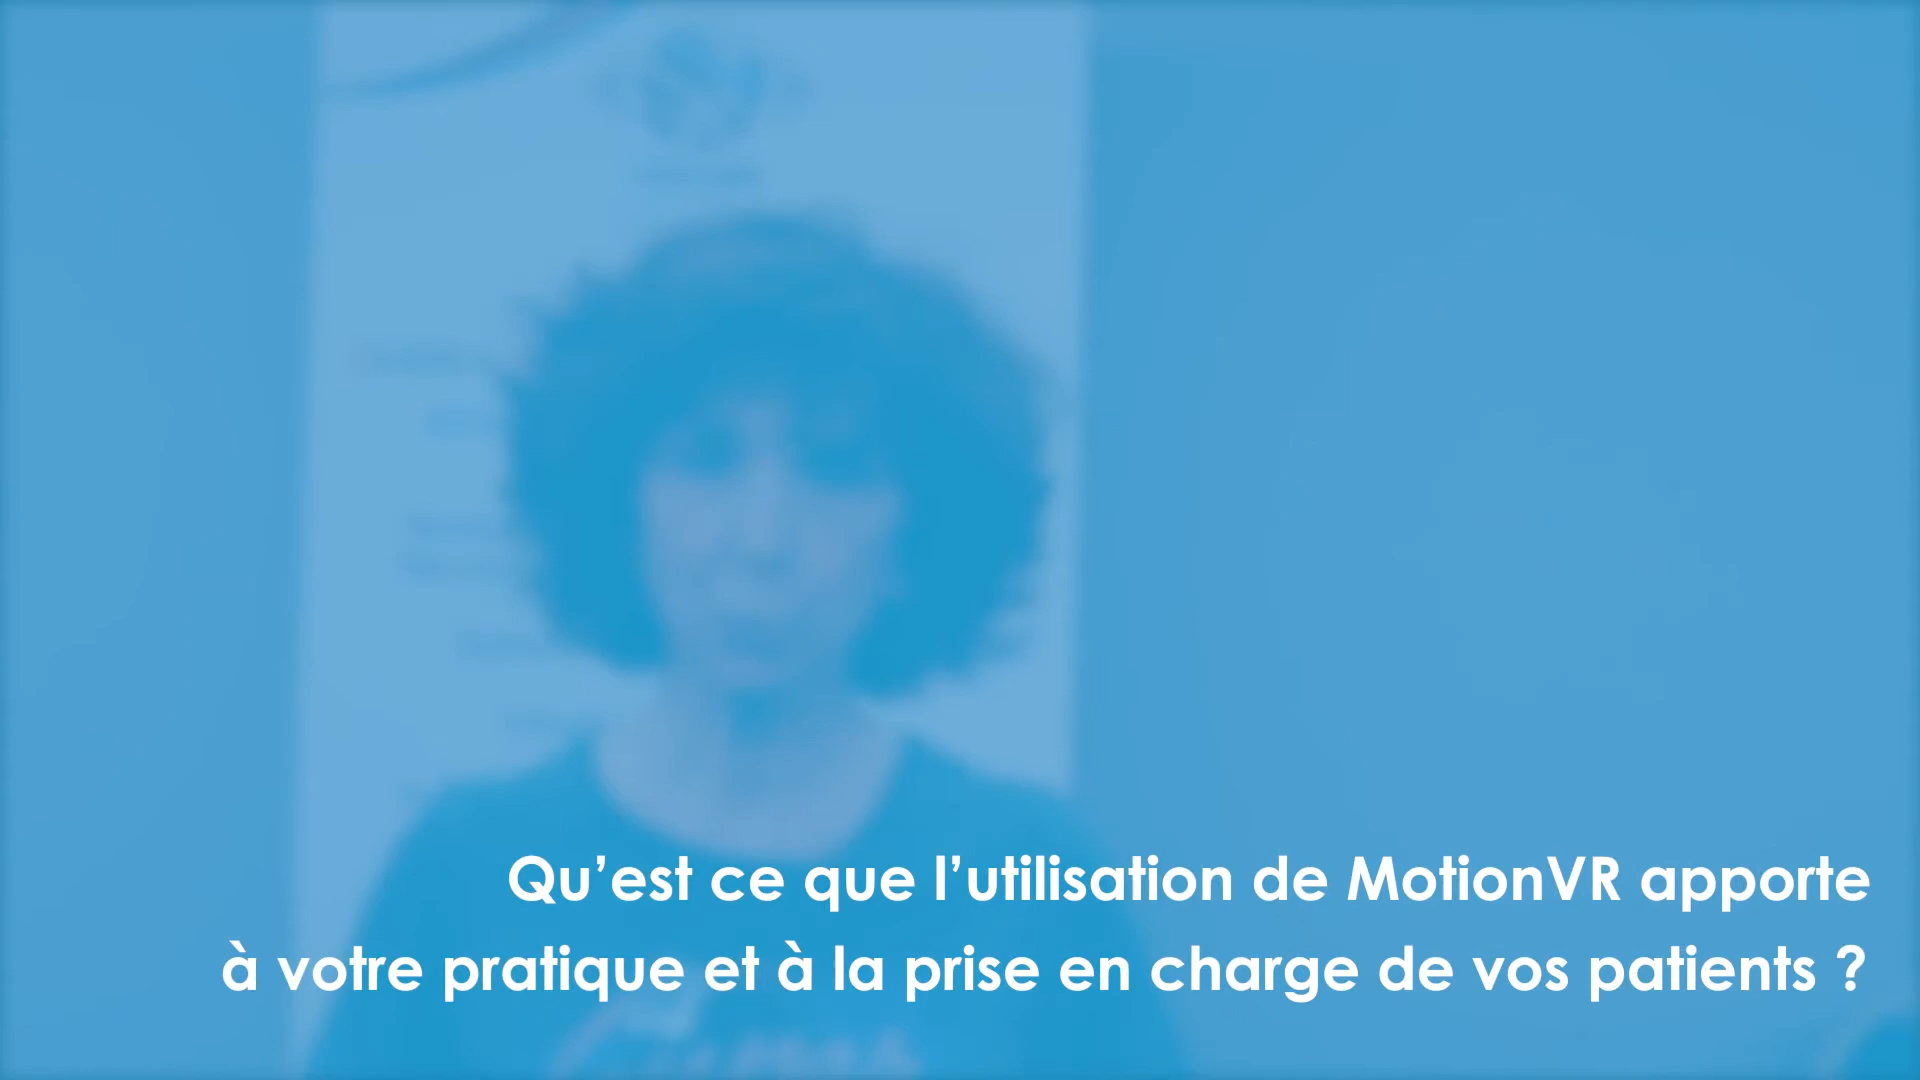 Qu’est ce que l’utilisation de MotionVR apporte
à votre pratique et à la prise en charge de vos patients ?